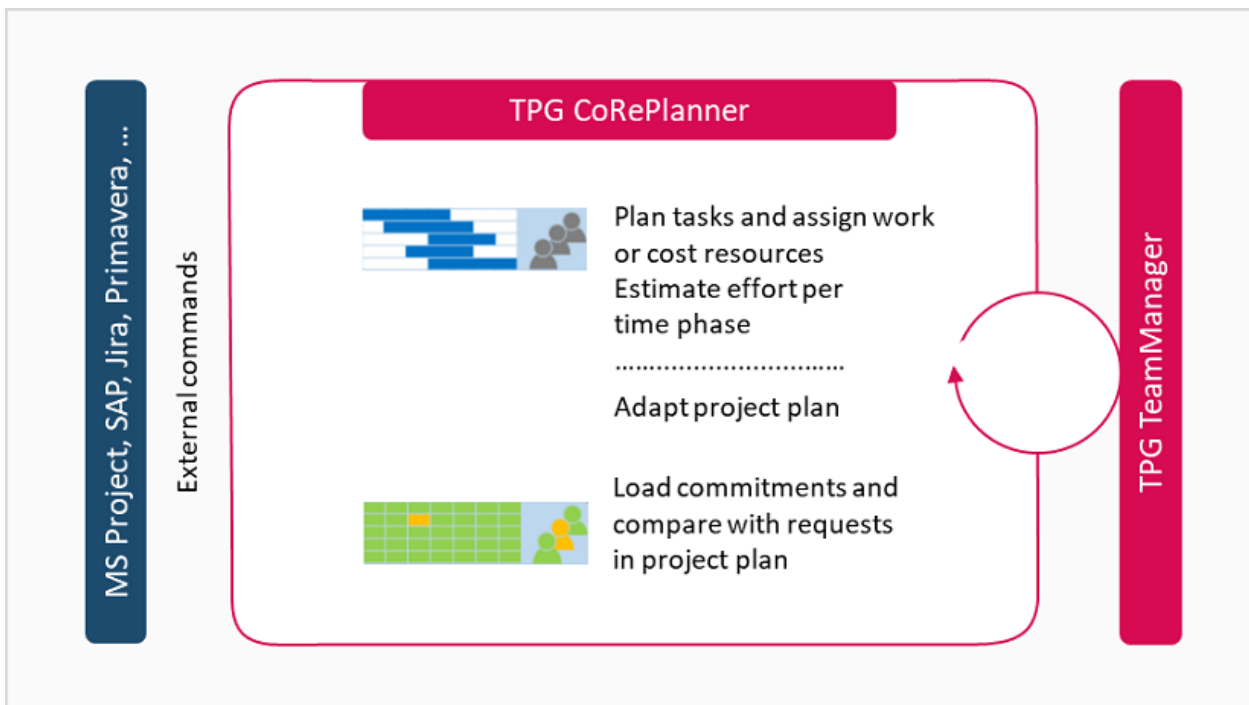 MS Project, SAP, Jira, Primavera, ...
External commands
TPG CoRePlanner
Plan tasks and assign work
or cost resources
Estimate effort per
time phase
.................................
Adapt project plan
Load commitments and
compare with requests
in project plan
TPG TeamManager